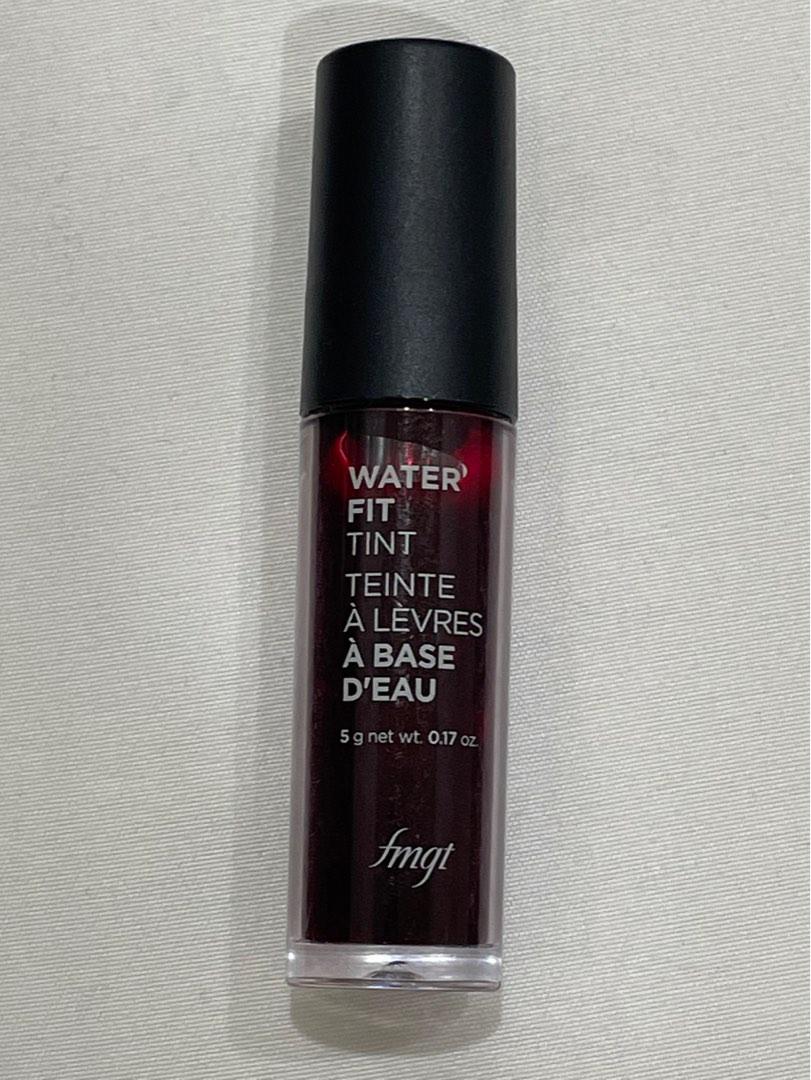 WATER
FIT
TINT
TEINTE
À LÈVRES
À BASE
D'EAU
5 g net wt. 0.17 oz.
fmgt